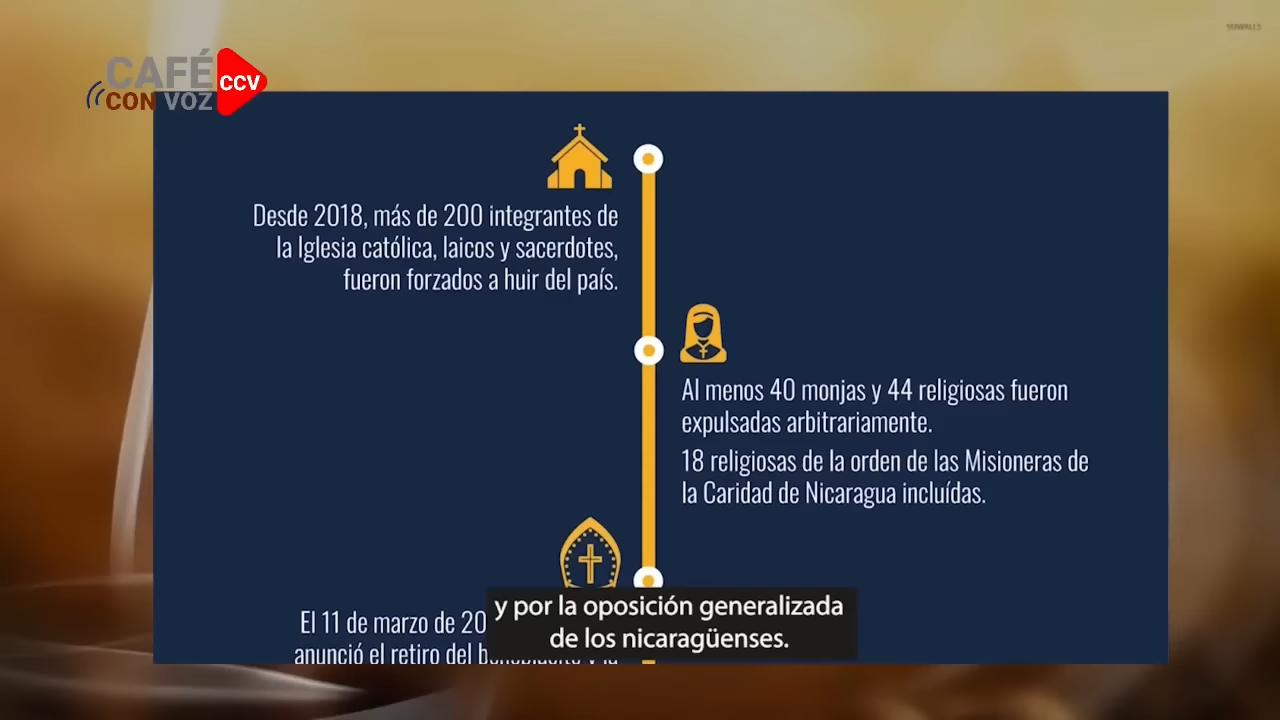 CAFÉ
CON VOZ
CCV
Desde 2018, más de 200 integrantes de
la Iglesia católica, laicos y sacerdotes,
fueron forzados a huir del país.
Al menos 40 monjas y 44 religiosas fueron
expulsadas arbitrariamente.
18 religiosas de la orden de las Misioneras de
la Caridad de Nicaragua incluídas.
El 11 de marzo de 20
anunció el retiro del
y por la oposición generalizada
de los nicaragüenses.